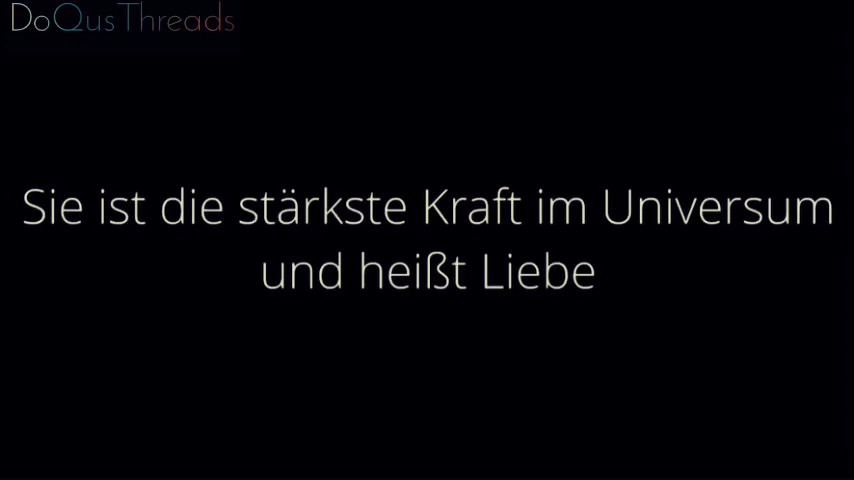 DoQusThreads
Sie ist die stärkste Kraft im Universum
und heißt Liebe